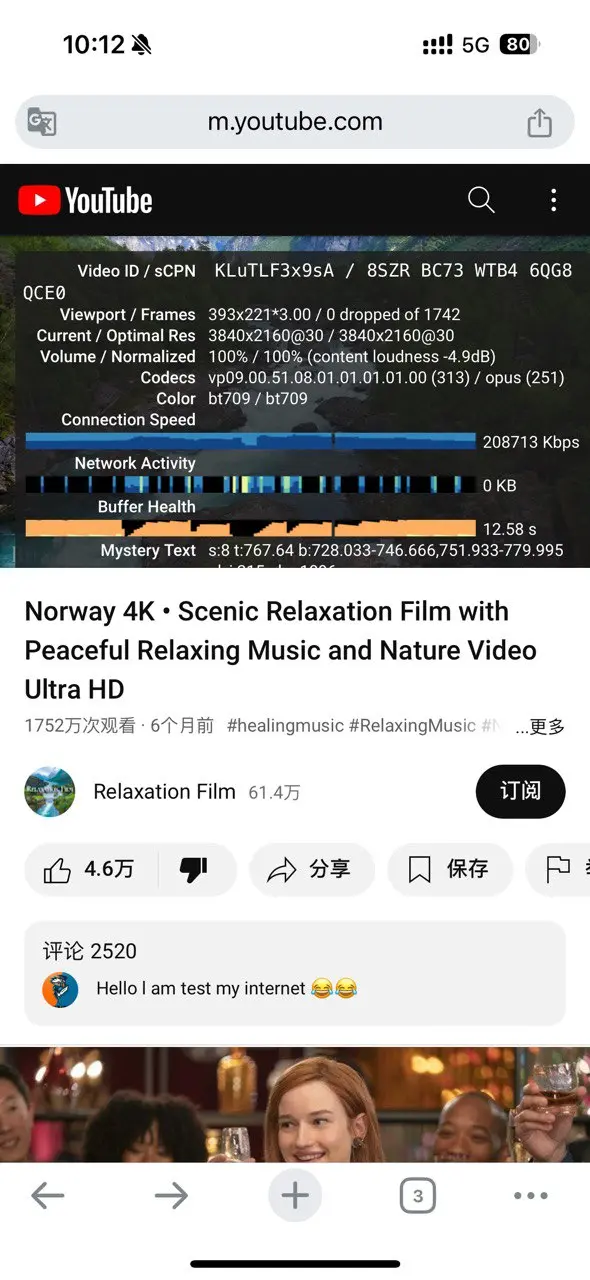 10:12 5G 80
m.youtube.com
YouTube
Video ID / sCPN KLuTLF3x9sA / 8SZR BC73 WTB4 6QG8
QCE0
Viewport / Frames 393x221*3.00 / 0 dropped of 1742
Current / Optimal Res 3840x2160@30 / 3840x2160@30
Volume / Normalized 100% / 100% (content loudness -4.9dB)
Codecs vp09.00.51.08.01.01.01.01.00 (313) / opus (251)
Color bt709 / bt709
Connection Speed
208713 Kbps
Network Activity
0 KB
Buffer Health
12.58 s
Mystery Text s:8 t:767.64 b:728.033-746.666,751.933-779.995
Norway 4K • Scenic Relaxation Film with
Peaceful Relaxing Music and Nature Video
Ultra HD
1752万次观看 · 6个月前 #healingmusic #RelaxingMusic ...更多
Relaxation Film 61.4万
订阅
4.6万 分享 保存
评论 2520
Hello I am test my internet 😂😂
3